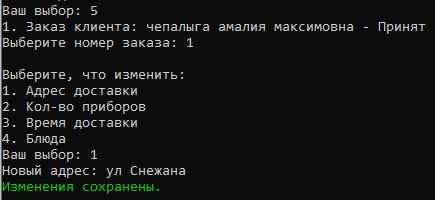 Ваш выбор: 5
1. Заказ клиента: чепалыга амалия максимовна - Принят
Выберите номер заказа: 1

Выберите, что изменить:
1. Адрес доставки
2. Кол-во приборов
3. Время доставки
4. Блюда
Ваш выбор: 1
Новый адрес: ул Снежана
Изменения сохранены.